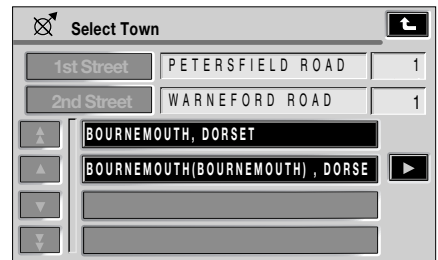 Select Town
1st Street PETERSFIELD ROAD 1
2nd Street WARNEFORD ROAD 1
BOURNEMOUTH, DORSET
BOURNEMOUTH(BOURNEMOUTH) , DORSE